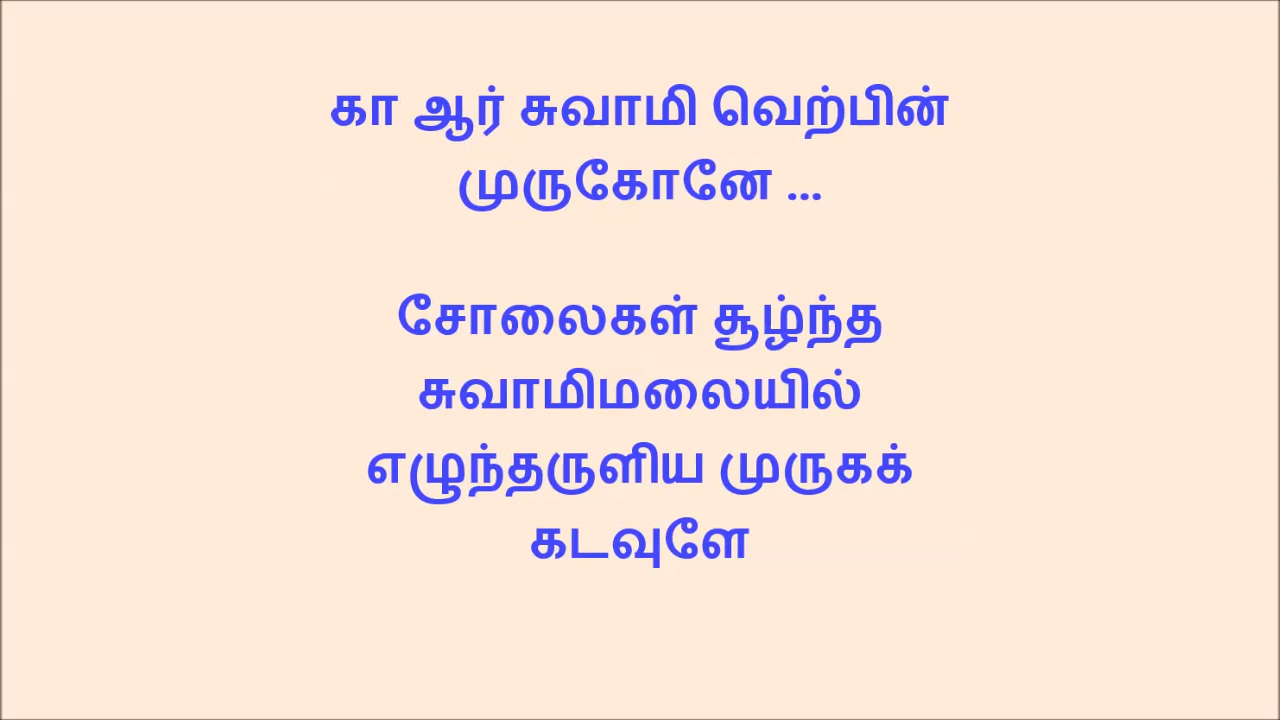 கா ஆர் சுவாமி வெற்பின்
முருகோனே ...
சோலைகள் சூழ்ந்த
சுவாமிமலையில்
எழுந்தருளிய முருகக்
கடவுளே